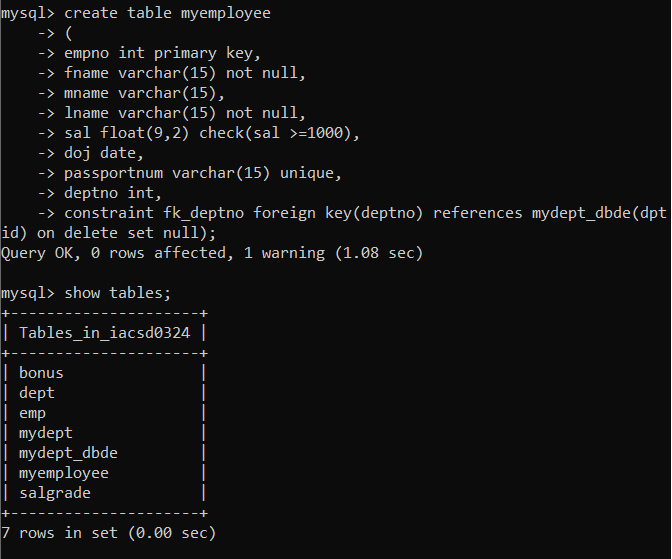 mysql> create table myemployee
    -> (
    -> empno int primary key,
    -> fname varchar(15) not null,
    -> mname varchar(15),
    -> lname varchar(15) not null,
    -> sal float(9,2) check(sal >=1000),
    -> doj date,
    -> passportnum varchar(15) unique,
    -> deptno int,
    -> constraint fk_deptno foreign key(deptno) references mydept_dbde(dpt
id) on delete set null);
Query OK, 0 rows affected, 1 warning (1.08 sec)

mysql> show tables;
+---------------------+
| Tables_in_iacsd0324 |
+---------------------+
| bonus               |
| dept                |
| emp                 |
| mydept              |
| mydept_dbde         |
| myemployee          |
| salgrade            |
+---------------------+
7 rows in set (0.00 sec)